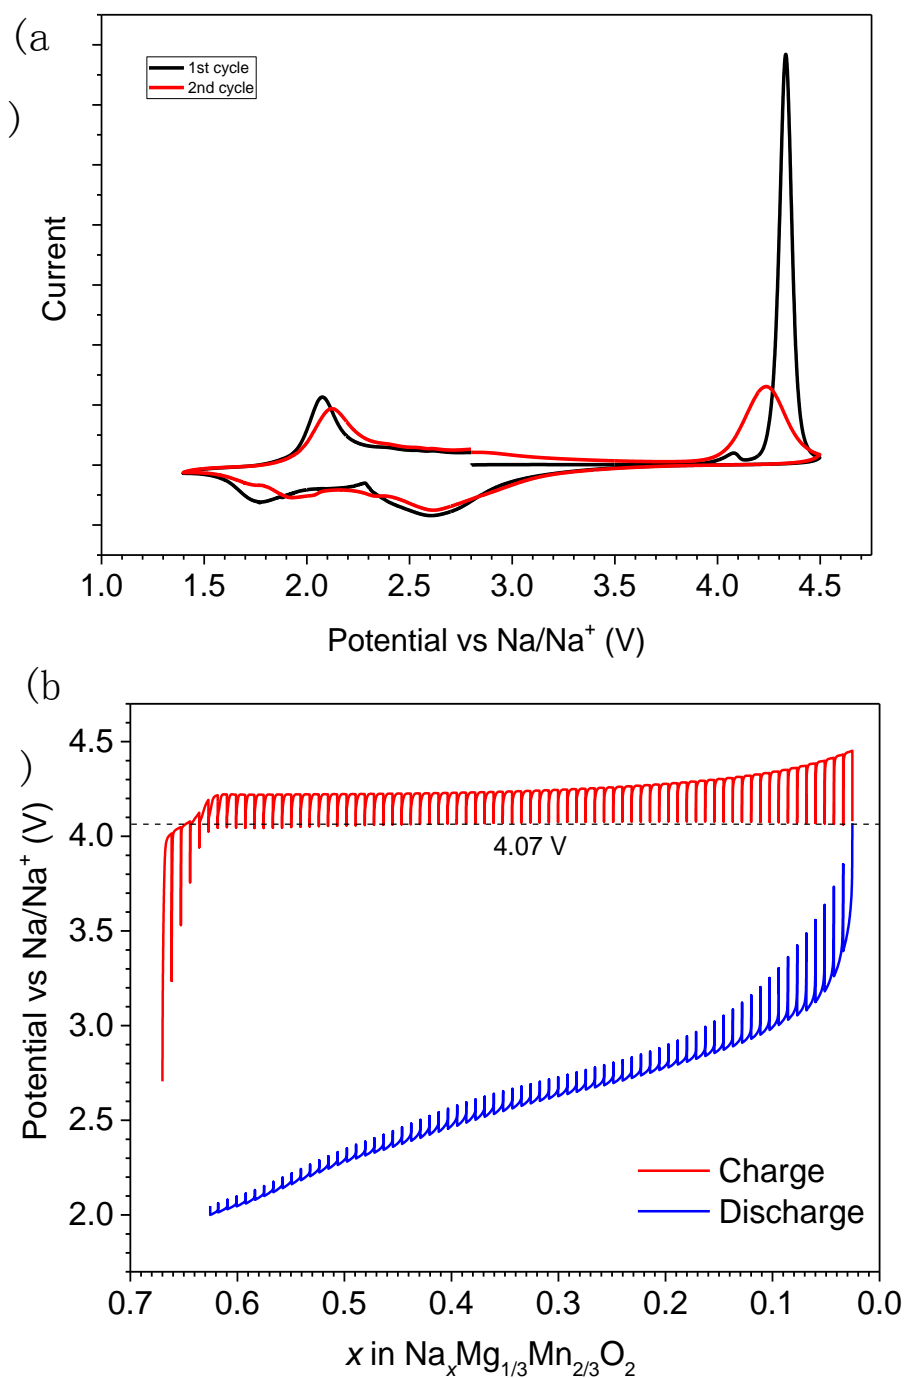 (a
)
1st cycle
2nd cycle
Current
1.0 1.5 2.0 2.5 3.0 3.5 4.0 4.5
Potential vs Na/Na⁺ (V)
(b
)
Potential vs Na/Na⁺ (V)
4.5
4.0
3.5
3.0
2.5
2.0
4.07 V
Charge
Discharge
0.7 0.6 0.5 0.4 0.3 0.2 0.1 0.0
x in NaₓMg₁/₃Mn₂/₃O₂